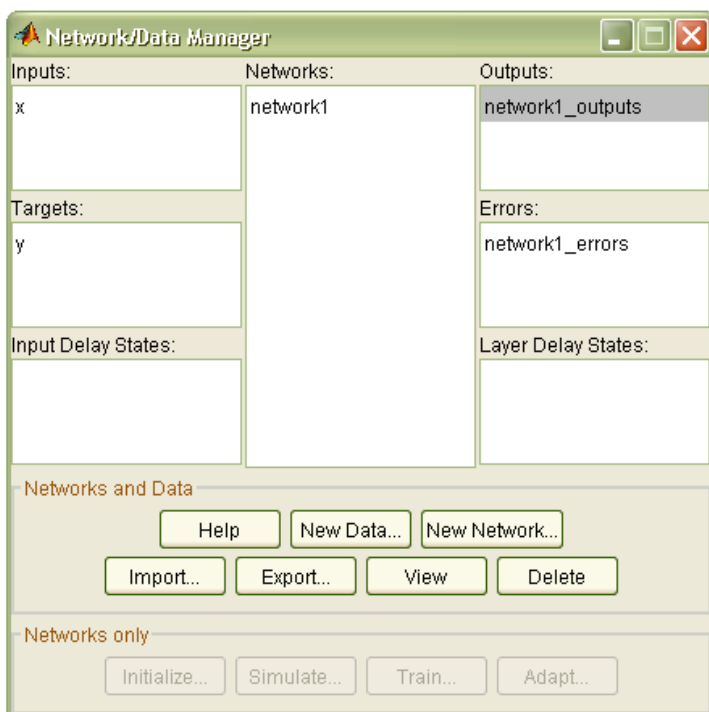 Network/Data Manager
Inputs:
Networks:
Outputs:
x
network1
network1_outputs
Targets:
Errors:
y
network1_errors
Input Delay States:
Layer Delay States:
Networks and Data
Help
New Data...
New Network...
Import...
Export...
View
Delete
Networks only
Initialize...
Simulate...
Train...
Adapt...